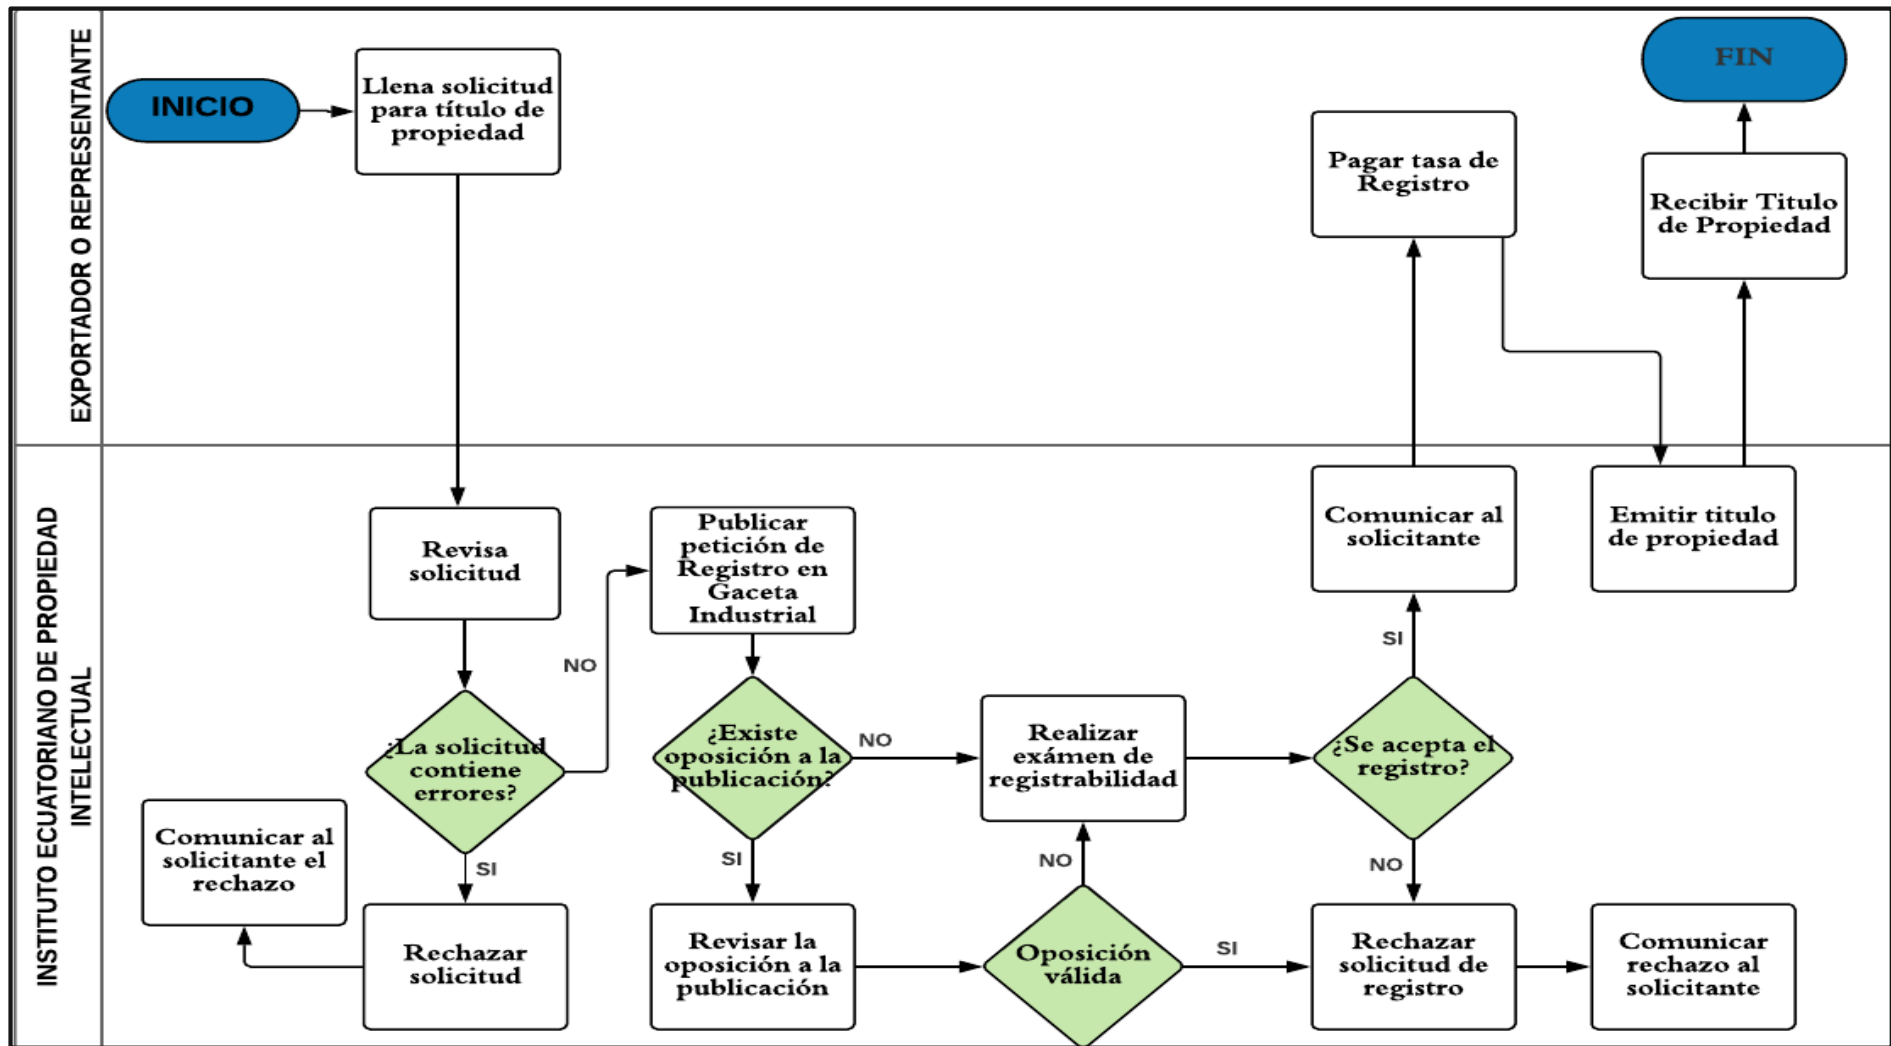 EXPORTADOR O REPRESENTANTE
INICIO
Llena solicitud
para título de
propiedad
Pagar tasa de
Registro
FIN
Recibir Titulo
de Propiedad
INSTITUTO ECUATORIANO DE PROPIEDAD
INTELECTUAL
Revisa
solicitud
¿La solicitud
contiene
errores?
NO
SI
Rechazar
solicitud
Comunicar al
solicitante el
rechazo
Publicar
petición de
Registro en
Gaceta
Industrial
¿Existe
oposición a la
publicación?
NO
SI
Revisar la
oposición a la
publicación
Realizar
exámen de
registrabilidad
NO
Oposición
válida
SI
¿Se acepta el
registro?
SI
NO
Comunicar al
solicitante
Rechazar
solicitud de
registro
Emitir titulo
de propiedad
Comunicar
rechazo al
solicitante